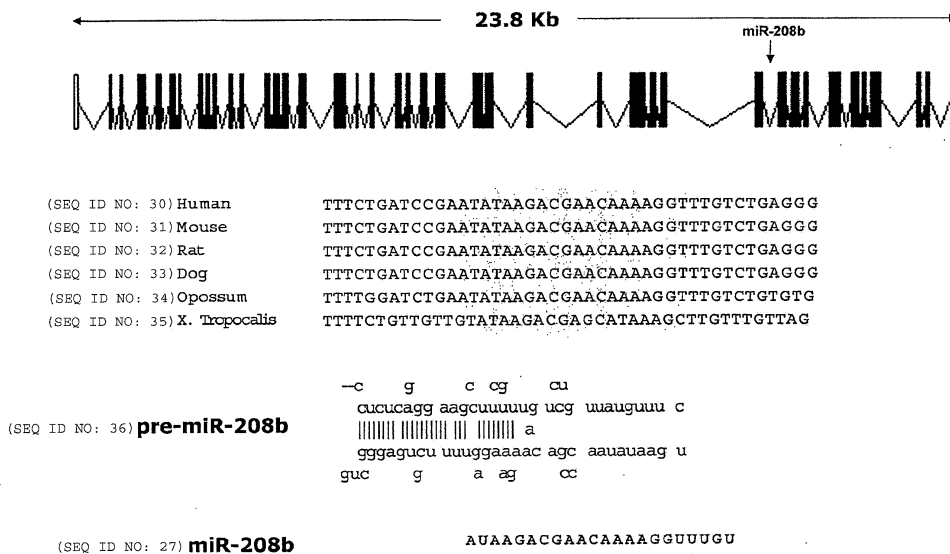 23.8 Kb
miR-208b
(SEQ ID NO: 30) Human TTTCTGATCCGAATATAAGACGAACAAAAGGTTTGTCTGAGGG
(SEQ ID NO: 31) Mouse TTTCTGATCCGAATATAAGACGAACAAAAGGTTTGTCTGAGGG
(SEQ ID NO: 32) Rat TTTCTGATCCGAATATAAGACGAACAAAAGGTTTGTCTGAGGG
(SEQ ID NO: 33) Dog TTTCTGATCCGAATATAAGACGAACAAAAGGTTTGTCTGAGGG
(SEQ ID NO: 34) Opossum TTTTGGATCTGAATATAAGACGAACAAAAGGTTTGTCTGTGTG
(SEQ ID NO: 35) X. Tropocalis TTTTCTGTTGTTGTATAAGACGAGCATAAAGCTTGTTTGTTAG
--c g c cg cu
cucucagg aagcuuuuug ucg uuauguuu c
a
(SEQ ID NO: 36) pre-miR-208b
gggagucu uuuggaaaac agc aauauaag u
guc g a ag cc
(SEQ ID NO: 27) miR-208b AUAAGACGAACAAAAGGUUUGU